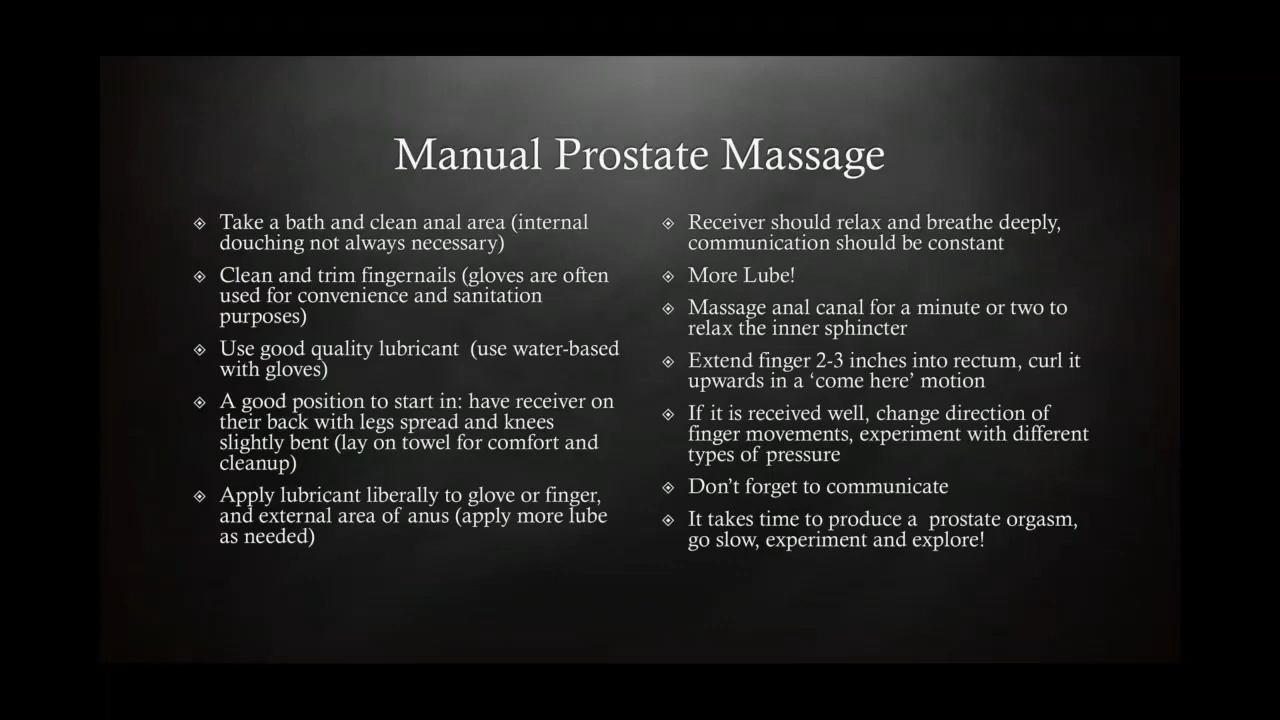 Manual Prostate Massage
Take a bath and clean anal area (internal
douching not always necessary)
Clean and trim fingernails (gloves are often
used for convenience and sanitation
purposes)
Use good quality lubricant  (use water-based
with gloves)
A good position to start in: have receiver on
their back with legs spread and knees
slightly bent (lay on towel for comfort and
cleanup)
Apply lubricant liberally to glove or finger,
and external area of anus (apply more lube
as needed)
Receiver should relax and breathe deeply,
communication should be constant
More Lube!
Massage anal canal for a minute or two to
relax the inner sphincter
Extend finger 2-3 inches into rectum, curl it
upwards in a ‘come here’ motion
If it is received well, change direction of
finger movements, experiment with different
types of pressure
Don’t forget to communicate
It takes time to produce a  prostate orgasm,
go slow, experiment and explore!